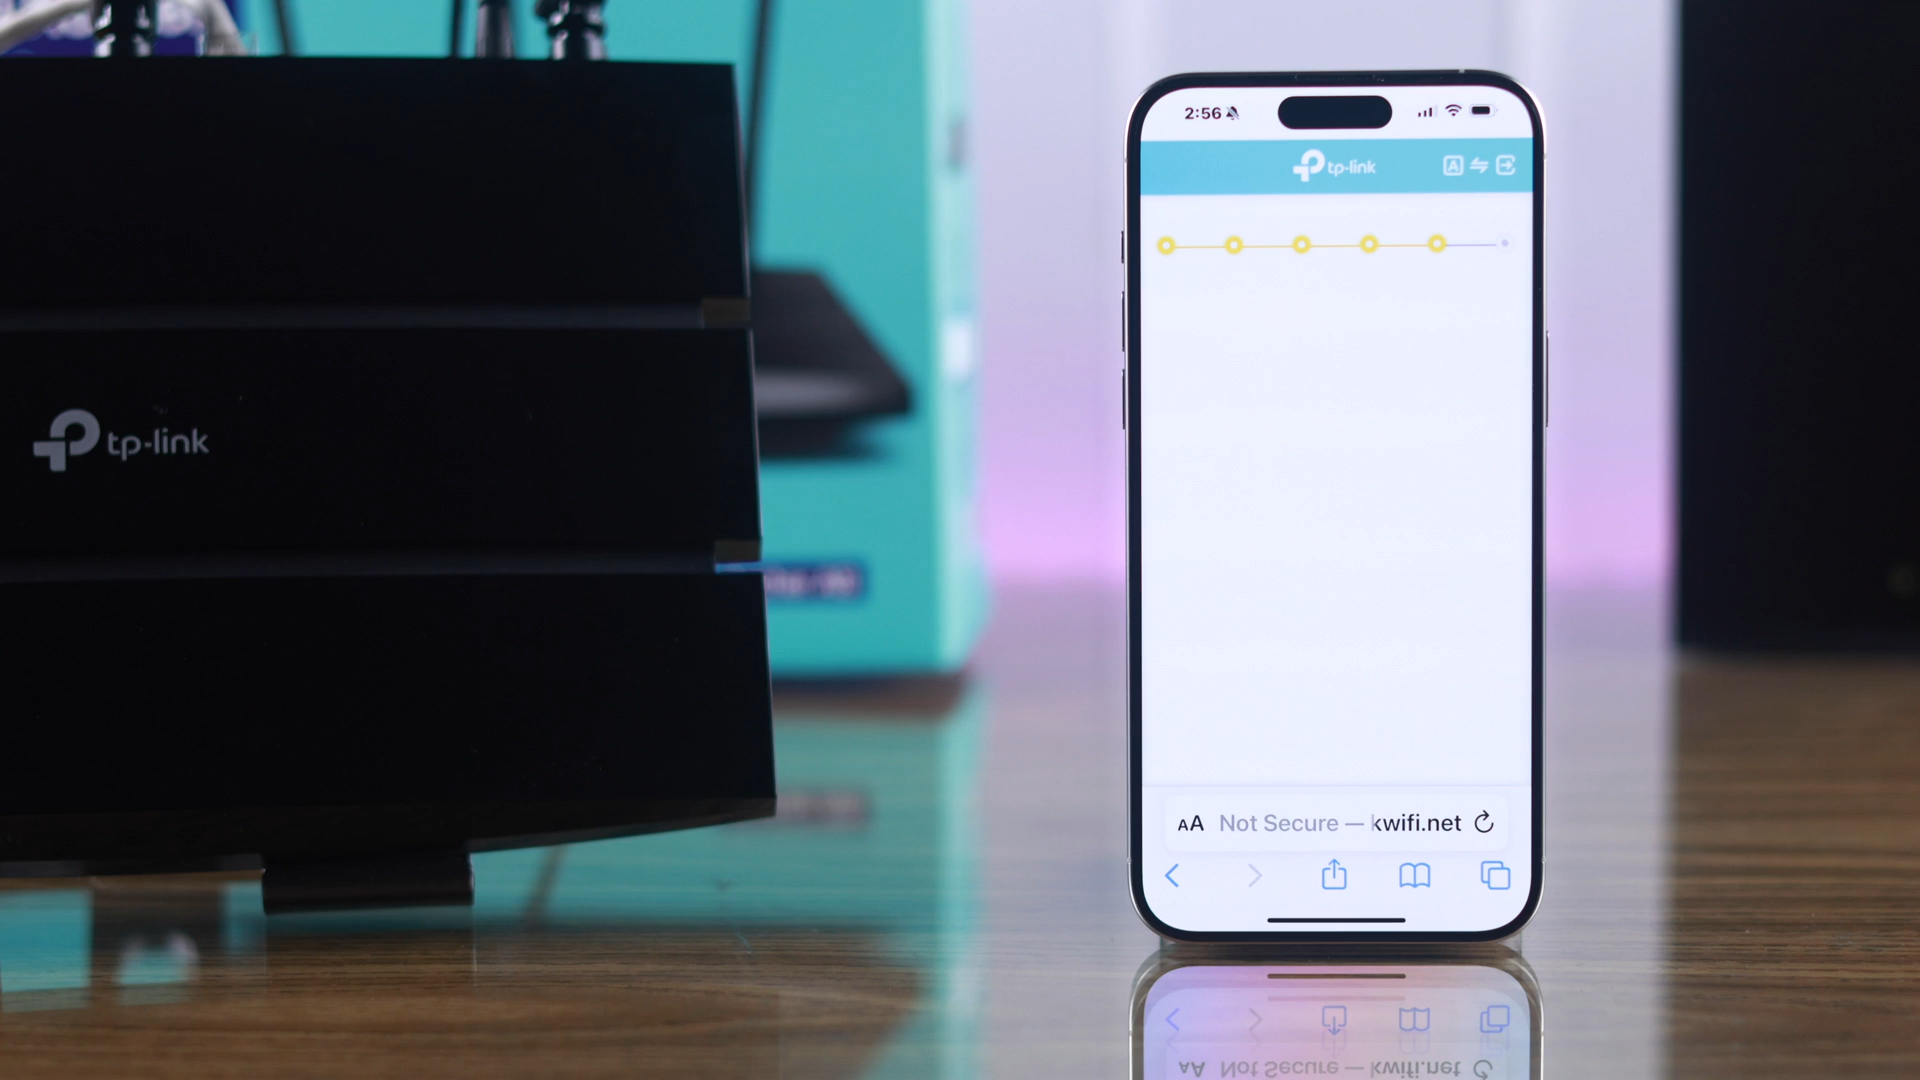 2:56
tp-link
A
tp-link
AA Not Secure — kwifi.net
AA Not Secure — kwifi.net